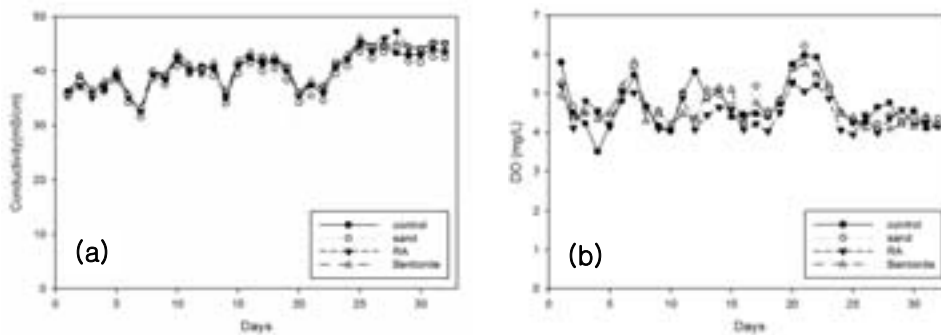 50
40
30
20
10
0
Conductivity(mS/cm)
(a)
control
sand
RA
Bentonite
0 5 10 15 20 25 30
Days
7
6
5
4
3
2
1
0
DO (mg/L)
(b)
control
sand
RA
Bentonite
0 5 10 15 20 25 30
Days